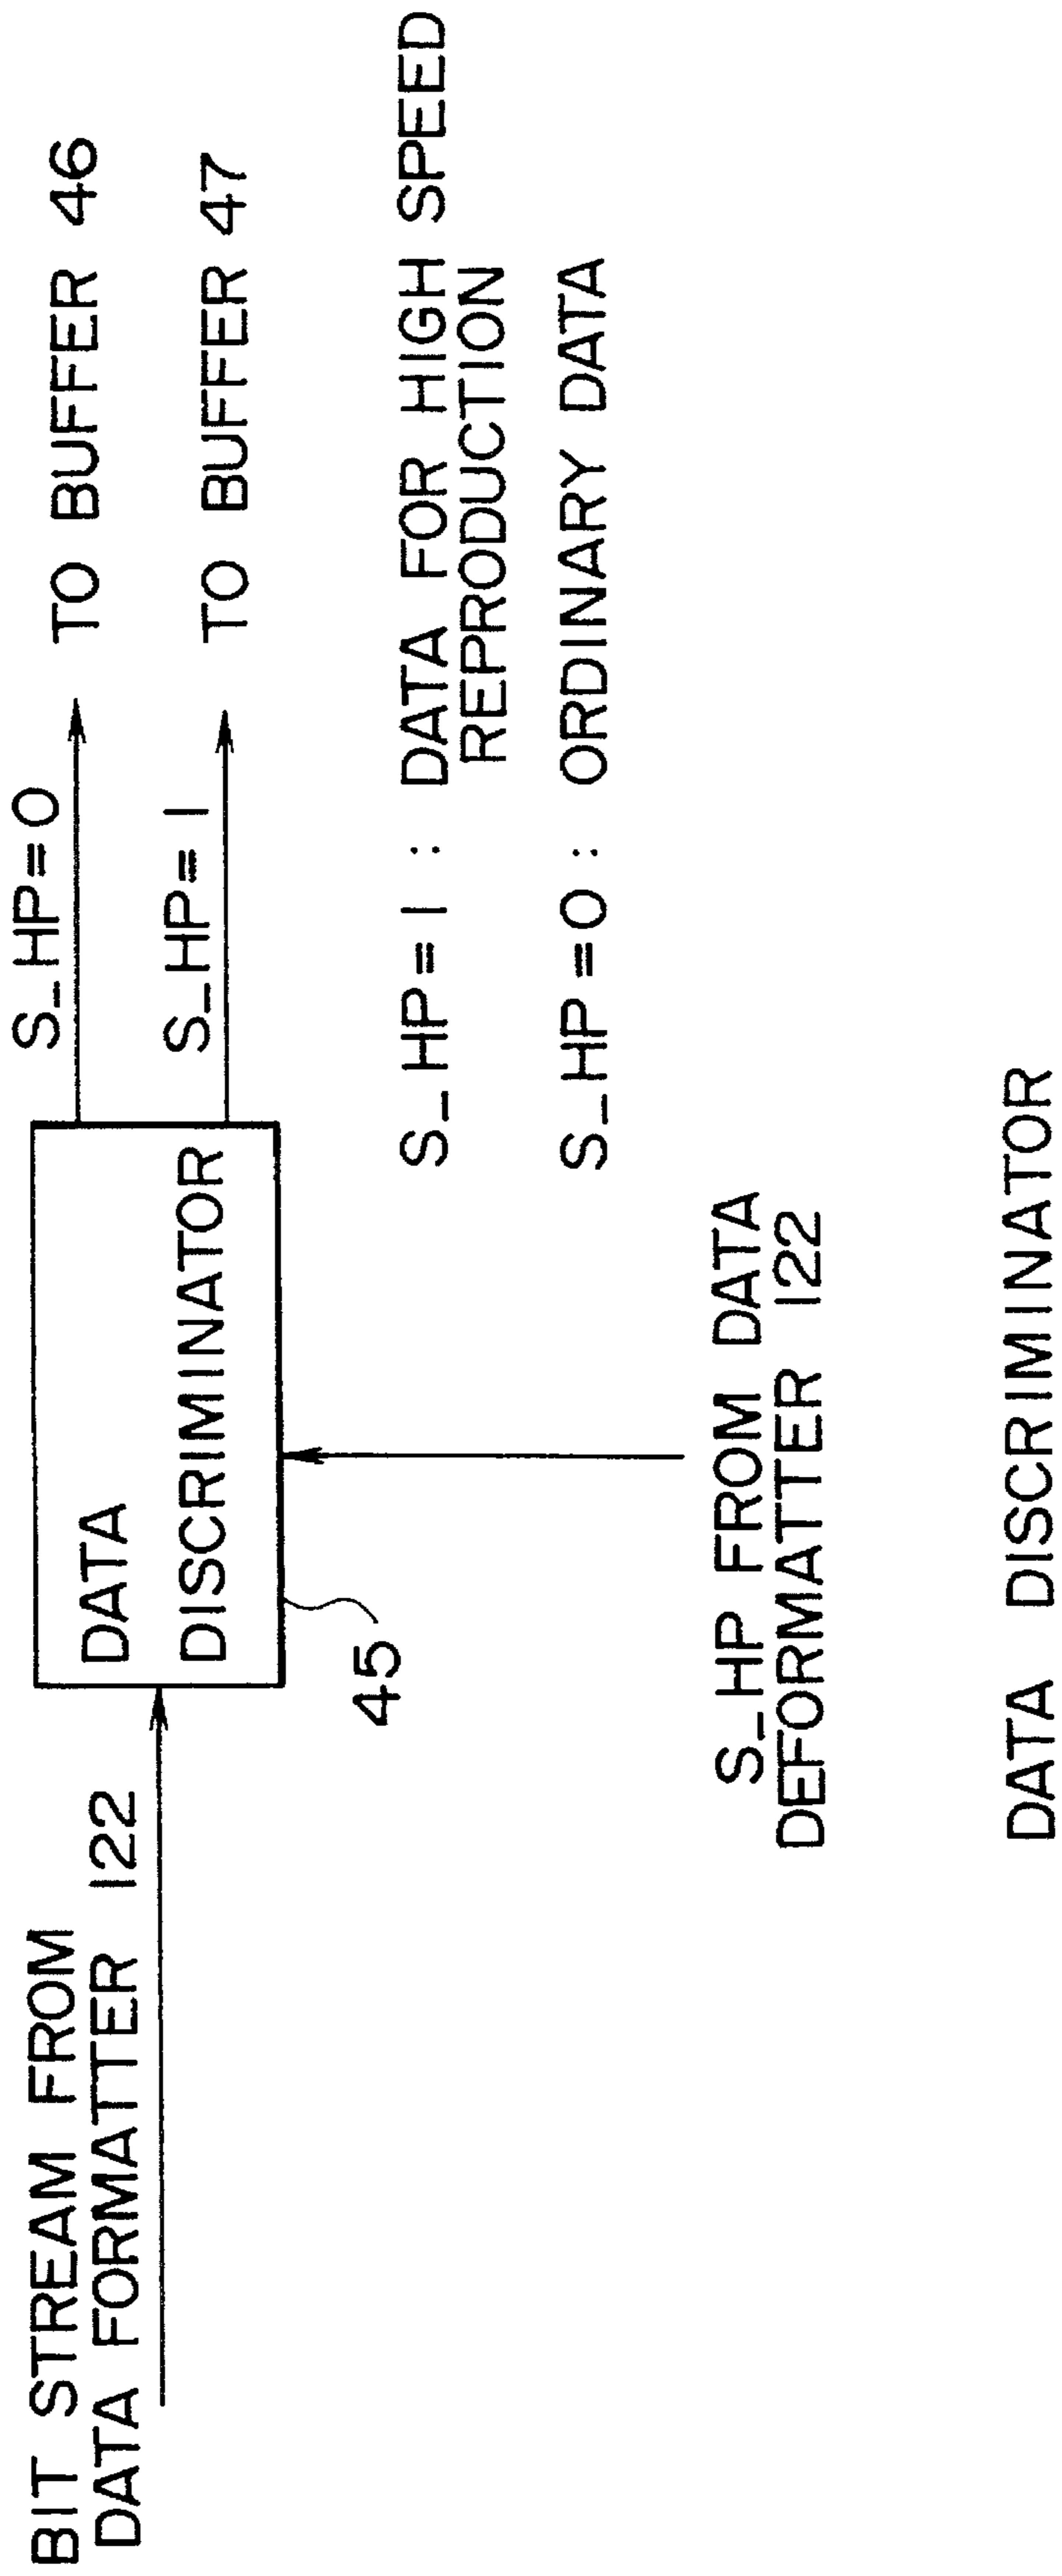 BIT STREAM FROM
DATA FORMATTER 122
DATA
DISCRIMINATOR
S_HP=0
TO BUFFER 46
S_HP=1
TO BUFFER 47
45
S_HP=1 : DATA FOR HIGH SPEED
REPRODUCTION
S_HP=0 : ORDINARY DATA
S_HP FROM DATA
DEFORMATTER 122
DATA DISCRIMINATOR